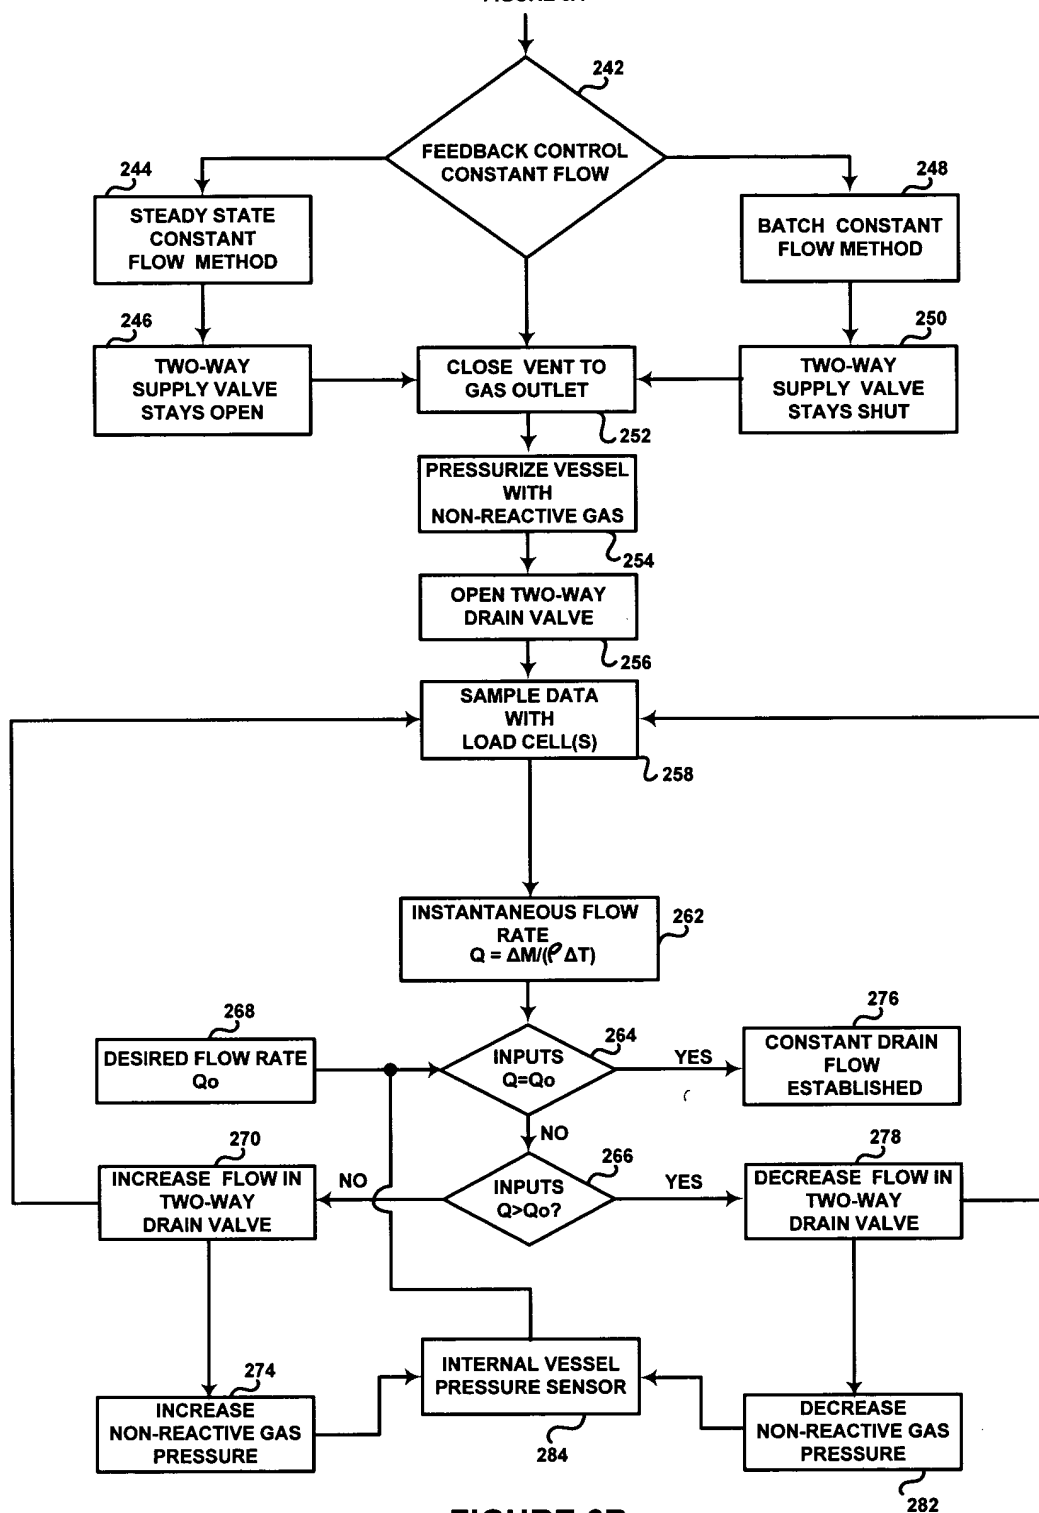 242
FEEDBACK CONTROL
CONSTANT FLOW
244
STEADY STATE
CONSTANT
FLOW METHOD
248
BATCH CONSTANT
FLOW METHOD
246
TWO-WAY
SUPPLY VALVE
STAYS OPEN
CLOSE VENT TO
GAS OUTLET
252
250
TWO-WAY
SUPPLY VALVE
STAYS SHUT
PRESSURIZE VESSEL
WITH
NON-REACTIVE GAS
254
OPEN TWO-WAY
DRAIN VALVE
256
SAMPLE DATA
WITH
LOAD CELL(S)
258
INSTANTANEOUS FLOW
RATE
Q = ΔM/(ρ ΔT)
262
268
DESIRED FLOW RATE
Qo
INPUTS
Q=Qo
264
YES
276
CONSTANT DRAIN
FLOW
ESTABLISHED
NO
270
INCREASE FLOW IN
TWO-WAY
DRAIN VALVE
NO
INPUTS
Q>Qo?
266
YES
278
DECREASE FLOW IN
TWO-WAY
DRAIN VALVE
274
INCREASE
NON-REACTIVE GAS
PRESSURE
INTERNAL VESSEL
PRESSURE SENSOR
284
DECREASE
NON-REACTIVE GAS
PRESSURE
282